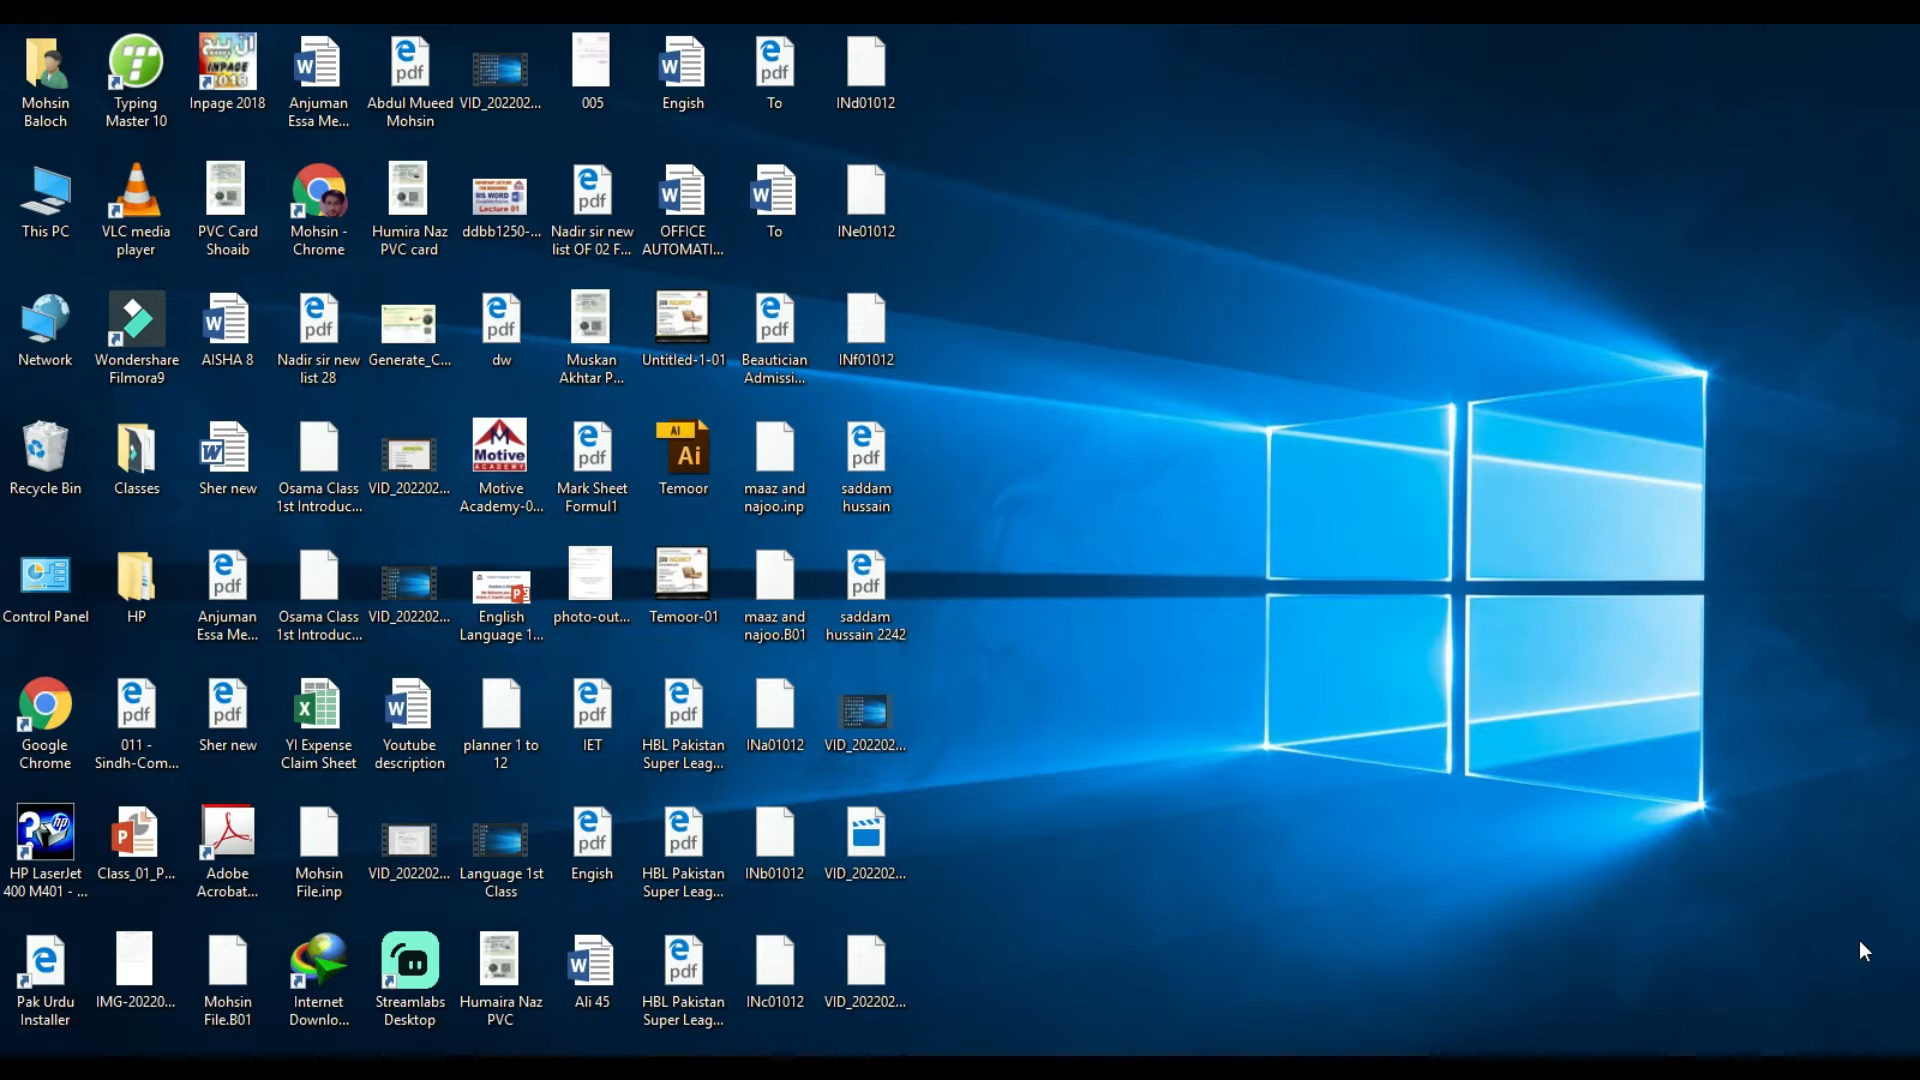 Mohsin
Baloch
Typing
Master 10
Inpage 2018
Anjuman
Essa Me...
Abdul Mueed
Mohsin
VID_202202...
005
Engish
To
INd01012
This PC
VLC media
player
PVC Card
Shoaib
Mohsin -
Chrome
Humira Naz
PVC card
ddbb1250-...
Nadir sir new
list OF 02 F...
OFFICE
AUTOMATI...
To
INe01012
Network
Wondershare
Filmora9
AISHA 8
Nadir sir new
list 28
Generate_C...
dw
Muskan
Akhtar P...
Untitled-1-01
Beautician
Admissi...
INf01012
Recycle Bin
Classes
Sher new
Osama Class
1st Introduc...
VID_202202...
Motive
Academy-0...
Mark Sheet
Formul1
Temoor
maaz and
najoo.inp
saddam
hussain
Control Panel
HP
Anjuman
Essa Me...
Osama Class
1st Introduc...
VID_202202...
English
Language 1...
photo-out...
Temoor-01
maaz and
najoo.B01
saddam
hussain 2242
Google
Chrome
011 -
Sindh-Com...
Sher new
YI Expense
Claim Sheet
Youtube
description
planner 1 to
12
IET
HBL Pakistan
Super Leag...
INa01012
VID_202202...
HP LaserJet
400 M401 - ...
Class_01_P...
Adobe
Acrobat...
Mohsin
File.inp
VID_202202...
Language 1st
Class
Engish
HBL Pakistan
Super Leag...
INb01012
VID_202202...
Pak Urdu
Installer
IMG-20220...
Mohsin
File.B01
Internet
Downlo...
Streamlabs
Desktop
Humaira Naz
PVC
Ali 45
HBL Pakistan
Super Leag...
INc01012
VID_202202...